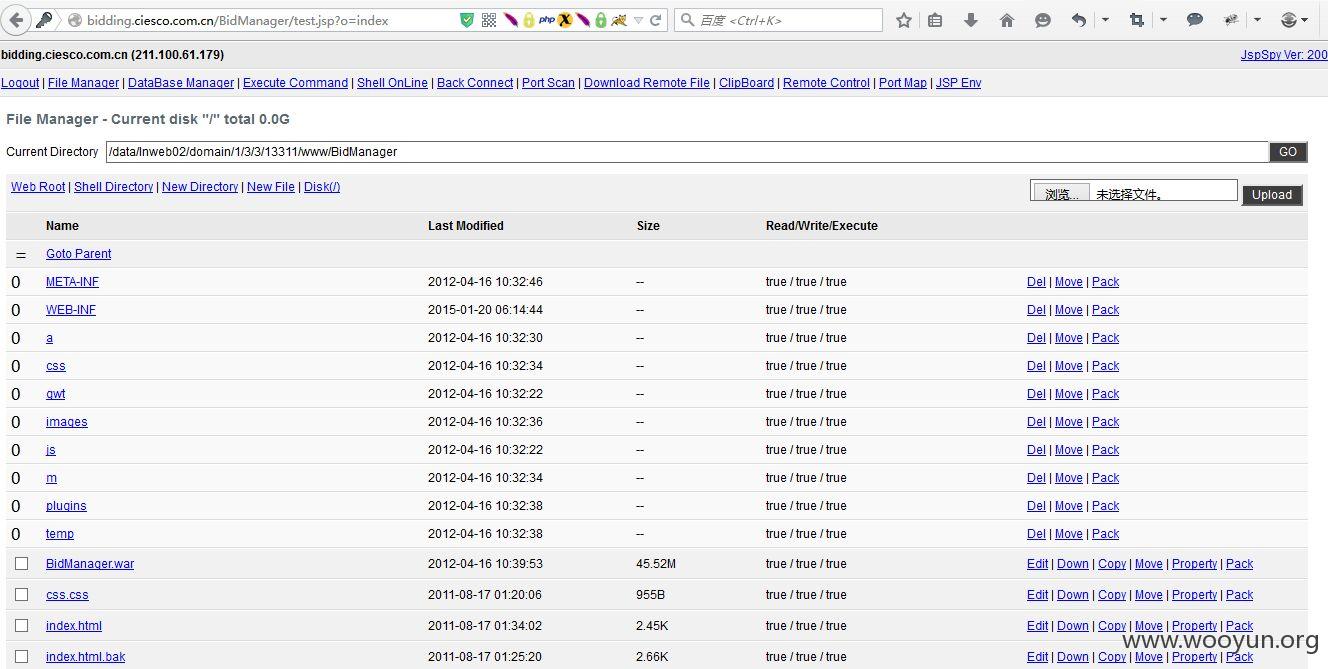 bidding.ciesco.com.cn/BidManager/test.jsp?o=index php 百度 <Ctrl+K>
bidding.ciesco.com.cn (211.100.61.179) JspSpy Ver: 200
Logout | File Manager | DataBase Manager | Execute Command | Shell OnLine | Back Connect | Port Scan | Download Remote File | ClipBoard | Remote Control | Port Map | JSP Env
File Manager - Current disk "/" total 0.0G
Current Directory /data/lnweb02/domain/1/3/3/13311/www/BidManager GO
Web Root | Shell Directory | New Directory | New File | Disk(/) 浏览... 未选择文件。 Upload
Name Last Modified Size Read/Write/Execute
= Goto Parent
0 META-INF 2012-04-16 10:32:46 -- true / true / true Del | Move | Pack
0 WEB-INF 2015-01-20 06:14:44 -- true / true / true Del | Move | Pack
0 a 2012-04-16 10:32:30 -- true / true / true Del | Move | Pack
0 css 2012-04-16 10:32:34 -- true / true / true Del | Move | Pack
0 gwt 2012-04-16 10:32:22 -- true / true / true Del | Move | Pack
0 images 2012-04-16 10:32:36 -- true / true / true Del | Move | Pack
0 js 2012-04-16 10:32:22 -- true / true / true Del | Move | Pack
0 m 2012-04-16 10:32:34 -- true / true / true Del | Move | Pack
0 plugins 2012-04-16 10:32:38 -- true / true / true Del | Move | Pack
0 temp 2012-04-16 10:32:38 -- true / true / true Del | Move | Pack
BidManager.war 2012-04-16 10:39:53 45.52M true / true / true Edit | Down | Copy | Move | Property | Pack
css.css 2011-08-17 01:20:06 955B true / true / true Edit | Down | Copy | Move | Property | Pack
index.html 2011-08-17 01:34:02 2.45K true / true / true Edit | Down | Copy | Move | Property | Pack
index.html.bak 2011-08-17 01:25:20 2.66K true / true / true Edit | Down | Copy | Move | Property | Pack
www.wooyun.org